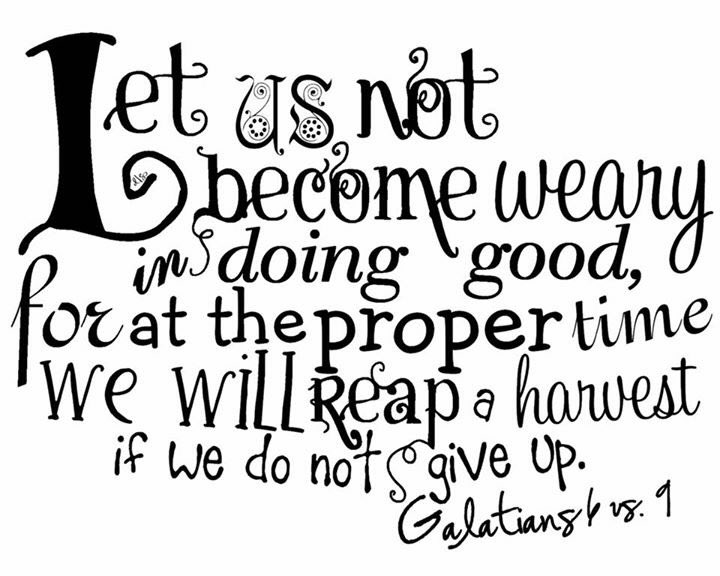 Let us not
become weary
in doing good,
for at the proper time
We Will Reap a harvest
if we do not give up.
Galatians 6 vs. 9